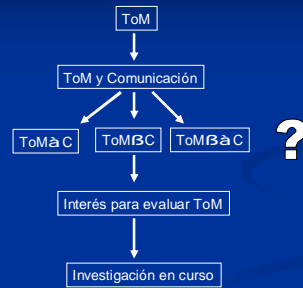 ToM
ToM y Comunicación
ToMàC
ToMßC
ToMßàC
?
Interés para evaluar ToM
Investigación en curso